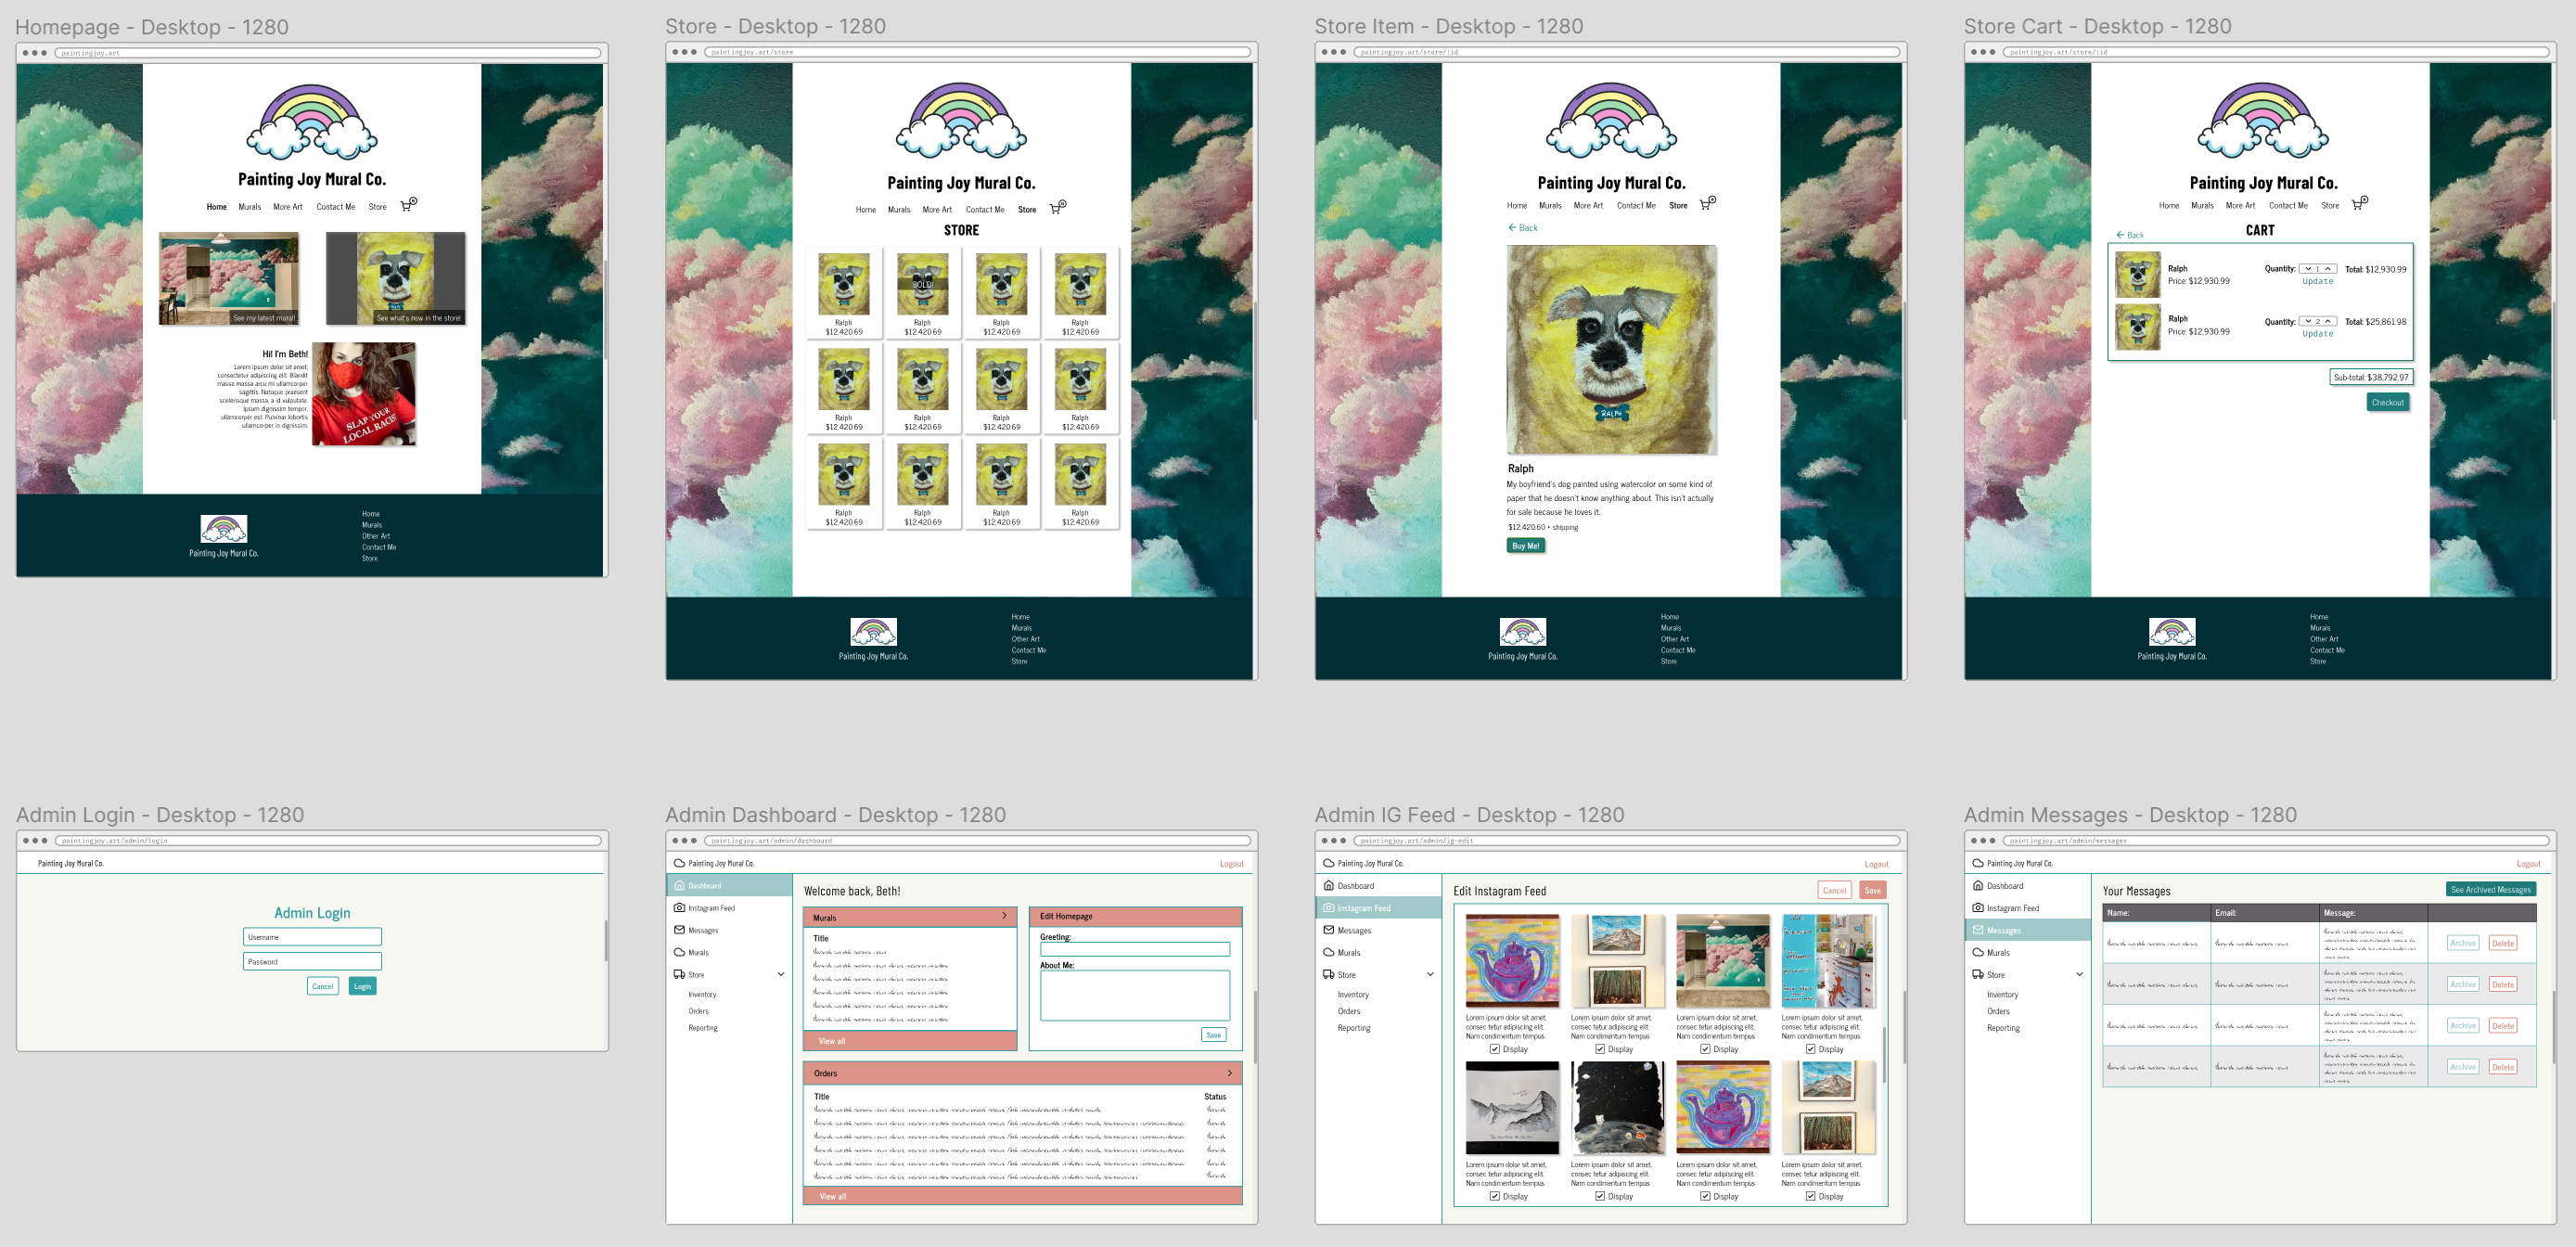 Homepage - Desktop - 1280
paintingjoy.art
Painting Joy Mural Co.
Home Murals More Art Contact Me Store
See my latest mural!
See what's new in the store!
Hi! I'm Beth!
Lorem ipsum dolor sit amet,
consectetur adipiscing elit. Blandit
massa massa arcu mi ullamcorper
sagittis. Natoque praesent
scelerisque massa, a id vulputate.
Ipsum dignissim tempor,
ullamcorper est. Pulvinar lobortis
ullamcorper in dignissim.
SLAP YOUR
LOCAL RACIST
Painting Joy Mural Co.
Home
Murals
Other Art
Contact Me
Store
Store - Desktop - 1280
paintingjoy.art/store
Painting Joy Mural Co.
Home Murals More Art Contact Me Store
STORE
SOLD!
Ralph Ralph Ralph Ralph
$12.420.69 $12.420.69 $12.420.69 $12.420.69
Ralph Ralph Ralph Ralph
$12.420.69 $12.420.69 $12.420.69 $12.420.69
Ralph Ralph Ralph Ralph
$12.420.69 $12.420.69 $12.420.69 $12.420.69
Painting Joy Mural Co.
Home
Murals
Other Art
Contact Me
Store
Store Item - Desktop - 1280
paintingjoy.art/store/:id
Painting Joy Mural Co.
Home Murals More Art Contact Me Store
Back
RALPH
Ralph
My boyfriend's dog painted using watercolor on some kind of
paper that he doesn't know anything about. This isn't actually
for sale because he loves it.
$12.420.60 + shipping
Buy Me!
Painting Joy Mural Co.
Home
Murals
Other Art
Contact Me
Store
Store Cart - Desktop - 1280
paintingjoy.art/store/:id
Painting Joy Mural Co.
Home Murals More Art Contact Me Store
Back
CART
Ralph
Price: $12,930.99
Quantity: 1 Total: $12,930.99
Update
Ralph
Price: $12,930.99
Quantity: 2 Total: $25,861.98
Update
Sub-total: $38,792.97
Checkout
Painting Joy Mural Co.
Home
Murals
Other Art
Contact Me
Store
Admin Login - Desktop - 1280
paintingjoy.art/admin/login
Painting Joy Mural Co.
Admin Login
Username
Password
Cancel Login
Admin Dashboard - Desktop - 1280
paintingjoy.art/admin/dashboard
Painting Joy Mural Co. Logout
Dashboard
Instagram Feed
Messages
Murals
Store
Inventory
Orders
Reporting
Welcome back, Beth!
Murals
Title
View all
Edit Homepage
Greeting:
About Me:
Save
Orders
Title Status
View all
Admin IG Feed - Desktop - 1280
paintingjoy.art/admin/ig-edit
Painting Joy Mural Co. Logout
Dashboard
Instagram Feed
Messages
Murals
Store
Inventory
Orders
Reporting
Edit Instagram Feed Cancel Save
Lorem ipsum dolor sit amet, Lorem ipsum dolor sit amet, Lorem ipsum dolor sit amet, Lorem ipsum dolor sit amet,
consec tetur adipiscing elit. consec tetur adipiscing elit. consec tetur adipiscing elit. consec tetur adipiscing elit.
Nam condimentum tempus Nam condimentum tempus Nam condimentum tempus Nam condimentum tempus
Display Display Display Display
Lorem ipsum dolor sit amet, Lorem ipsum dolor sit amet, Lorem ipsum dolor sit amet, Lorem ipsum dolor sit amet,
consec tetur adipiscing elit. consec tetur adipiscing elit. consec tetur adipiscing elit. consec tetur adipiscing elit.
Nam condimentum tempus Nam condimentum tempus Nam condimentum tempus Nam condimentum tempus
Display Display Display Display
Admin Messages - Desktop - 1280
paintingjoy.art/admin/messages
Painting Joy Mural Co. Logout
Dashboard
Instagram Feed
Messages
Murals
Store
Inventory
Orders
Reporting
Your Messages See Archived Messages
Name: Email: Message:
Archive Delete
Archive Delete
Archive Delete
Archive Delete